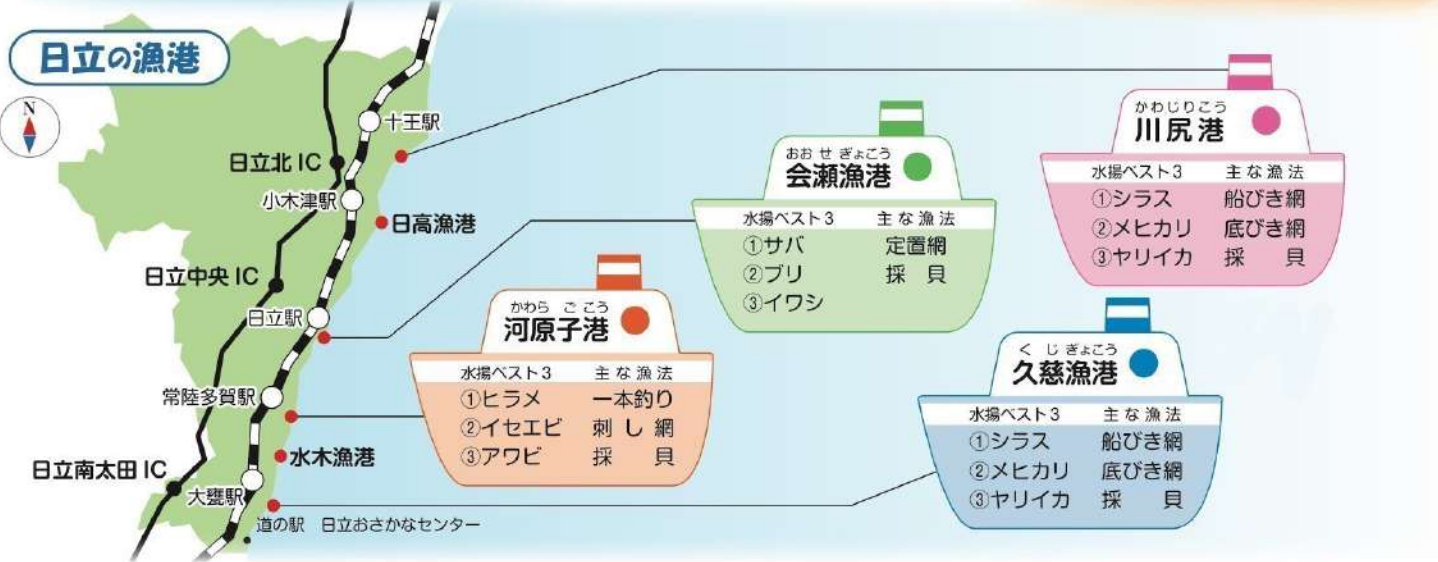 日立の漁港
N
十王駅
日立北IC
小木津駅
日高漁港
日立中央IC
日立駅
常陸多賀駅
水木漁港
日立南太田IC
大甕駅
道の駅 日立おさかなセンター
かわらごこう
河原子港
水揚ベスト3 主な漁法
①ヒラメ 一本釣り
②イセエビ 刺し網
③アワビ 採貝
おおせぎょこう
会瀬漁港
水揚ベスト3 主な漁法
①サバ 定置網
②ブリ 採貝
③イワシ
かわじりこう
川尻港
水揚ベスト3 主な漁法
①シラス 船びき網
②メヒカリ 底びき網
③ヤリイカ 採貝
くじぎょこう
久慈漁港
水揚ベスト3 主な漁法
①シラス 船びき網
②メヒカリ 底びき網
③ヤリイカ 採貝